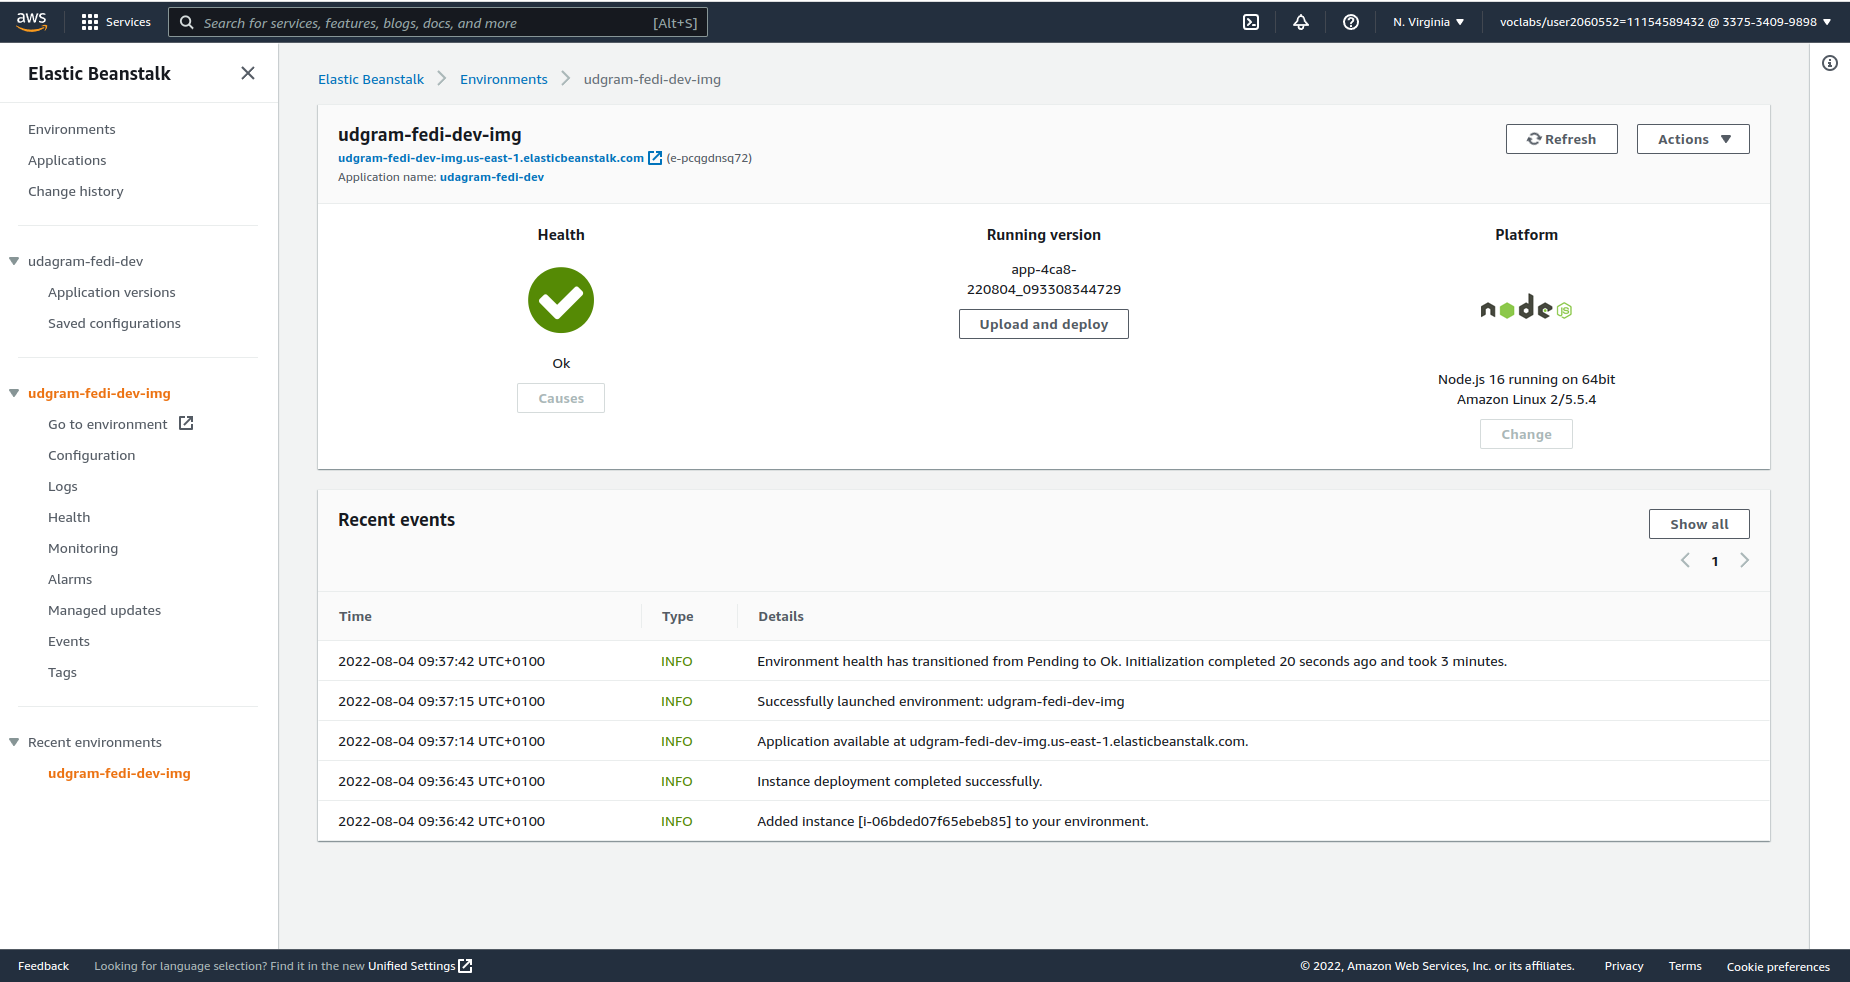 aws
Services
Search for services, features, blogs, docs, and more [Alt+S]
N. Virginia
voclabs/user2060552=11154589432 @ 3375-3409-9898
Elastic Beanstalk
Environments
Applications
Change history
udagram-fedi-dev
Application versions
Saved configurations
udgram-fedi-dev-img
Go to environment
Configuration
Logs
Health
Monitoring
Alarms
Managed updates
Events
Tags
Recent environments
udgram-fedi-dev-img
Elastic Beanstalk
Environments
udgram-fedi-dev-img
udgram-fedi-dev-img
udgram-fedi-dev-img.us-east-1.elasticbeanstalk.com (e-pcqgdnsq72)
Application name: udagram-fedi-dev
Refresh
Actions
Health
Ok
Causes
Running version
app-4ca8-
220804_093308344729
Upload and deploy
Platform
node JS
Node.js 16 running on 64bit
Amazon Linux 2/5.5.4
Change
Recent events
Show all
1
Time Type Details
2022-08-04 09:37:42 UTC+0100 INFO Environment health has transitioned from Pending to Ok. Initialization completed 20 seconds ago and took 3 minutes.
2022-08-04 09:37:15 UTC+0100 INFO Successfully launched environment: udgram-fedi-dev-img
2022-08-04 09:37:14 UTC+0100 INFO Application available at udgram-fedi-dev-img.us-east-1.elasticbeanstalk.com.
2022-08-04 09:36:43 UTC+0100 INFO Instance deployment completed successfully.
2022-08-04 09:36:42 UTC+0100 INFO Added instance [i-06bded07f65ebeb85] to your environment.
Feedback
Looking for language selection? Find it in the new Unified Settings
© 2022, Amazon Web Services, Inc. or its affiliates.
Privacy
Terms
Cookie preferences